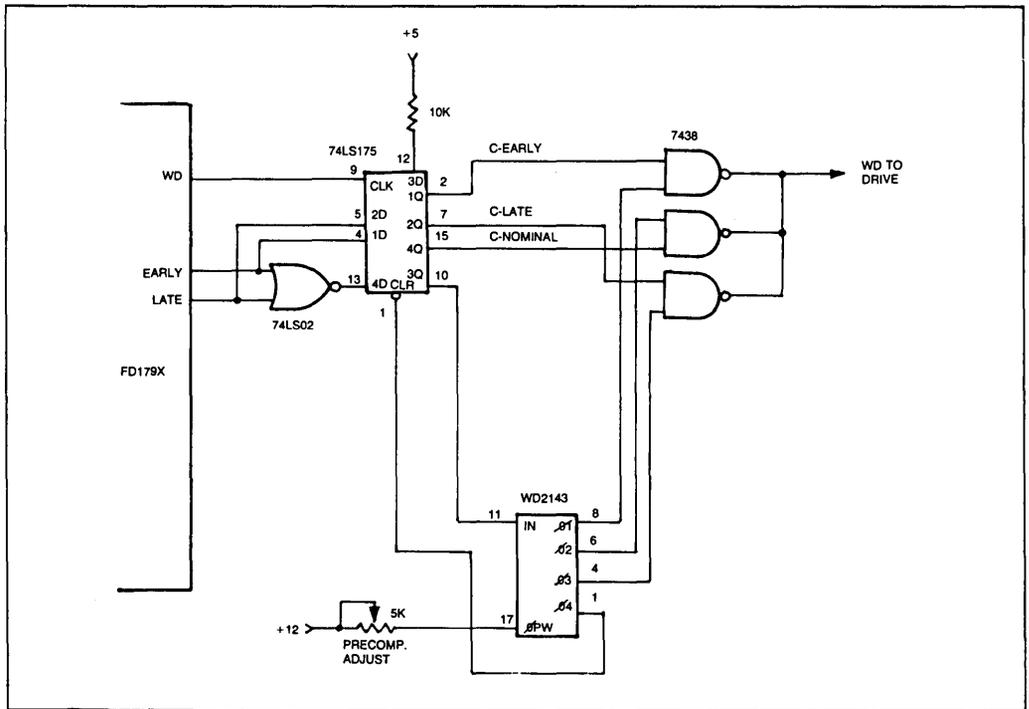 +5
10K
74LS175
12
9
CLK
3D
1Q
2
C-EARLY
7438
WD TO
DRIVE
WD
5
2D
2Q
7
C-LATE
4
1D
4Q
15
C-NOMINAL
EARLY
LATE
13
4D
CLR
3Q
10
1
74LS02
FD179X
WD2143
11
IN
Ø1
8
Ø2
6
Ø3
4
Ø4
1
+12
5K
17
ØPW
PRECOMP.
ADJUST